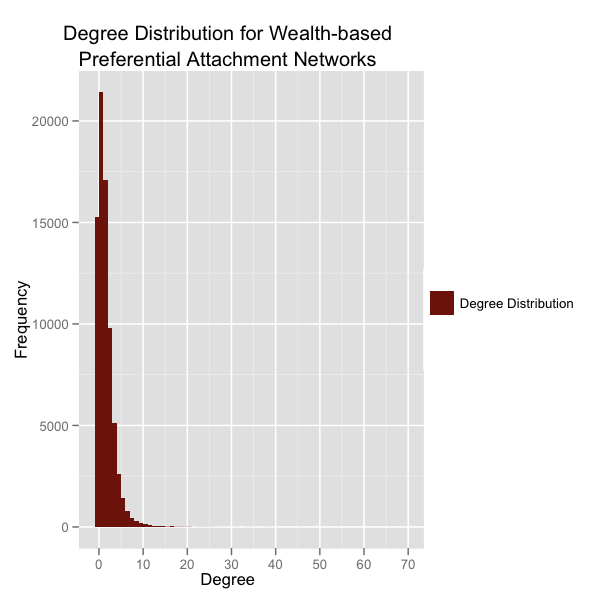 Degree Distribution for Wealth-based
Preferential Attachment Networks
20000
15000
10000
5000
0
Frequency
0 10 20 30 40 50 60 70
Degree
Degree Distribution